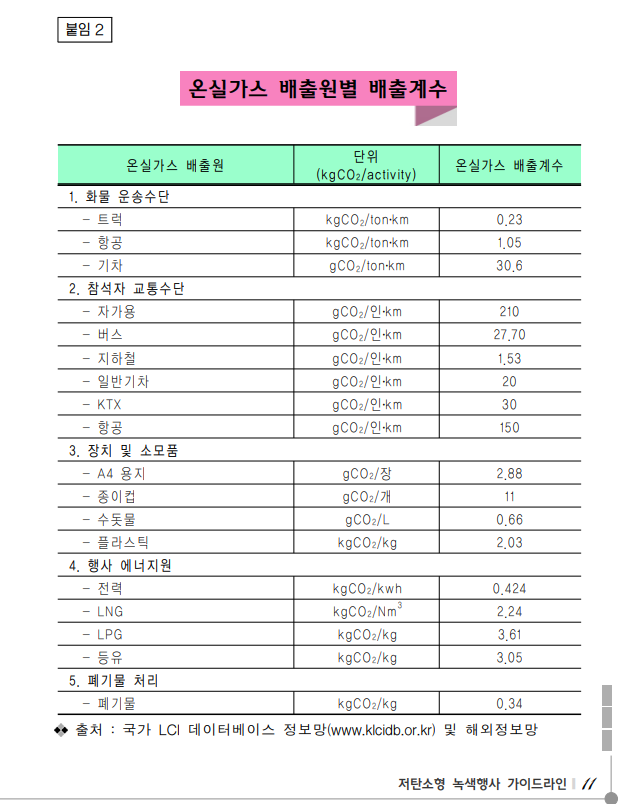 붙임 2
온실가스 배출원별 배출계수
온실가스 배출원 단위 (kgCO₂/activity) 온실가스 배출계수
1. 화물 운송수단
- 트럭 kgCO₂/ton·km 0.23
- 항공 kgCO₂/ton·km 1.05
- 기차 gCO₂/ton·km 30.6
2. 참석자 교통수단
- 자가용 gCO₂/인·km 210
- 버스 gCO₂/인·km 27.70
- 지하철 gCO₂/인·km 1.53
- 일반기차 gCO₂/인·km 20
- KTX gCO₂/인·km 30
- 항공 gCO₂/인·km 150
3. 장치 및 소모품
- A4 용지 gCO₂/장 2.88
- 종이컵 gCO₂/개 11
- 수돗물 gCO₂/L 0.66
- 플라스틱 kgCO₂/kg 2.03
4. 행사 에너지원
- 전력 kgCO₂/kwh 0.424
- LNG kgCO₂/Nm³ 2.24
- LPG kgCO₂/kg 3.61
- 등유 kgCO₂/kg 3.05
5. 폐기물 처리
- 폐기물 kgCO₂/kg 0.34
❖ 출처 : 국가 LCI 데이터베이스 정보망(www.klcidb.or.kr) 및 해외정보망
저탄소형 녹색행사 가이드라인 11